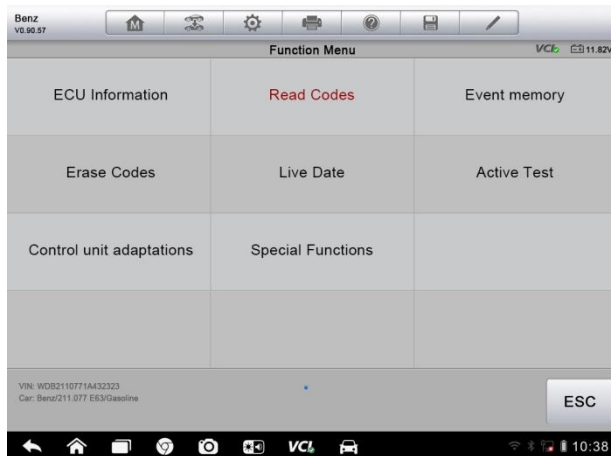 Benz
V0.90.57
M
?
Function Menu
VCI 11.82V
ECU Information
Read Codes
Event memory
Erase Codes
Live Date
Active Test
Control unit adaptations
Special Functions
VIN: WDB2110771A432323
Car: Benz/211.077 E63/Gasoline
ESC
VCI
10:38